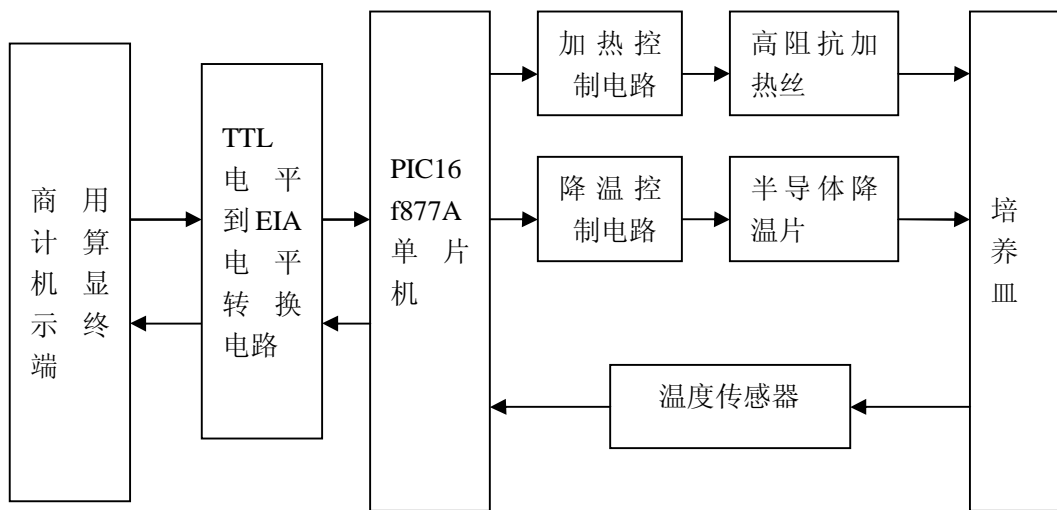 商用
计算
机显
示终
端
TTL
电平
到EIA
电平
转换
电路
PIC16
f877A
单片
机
加热控
制电路
高阻抗加
热丝
降温控
制电路
半导体降
温片
温度传感器
培
养
皿